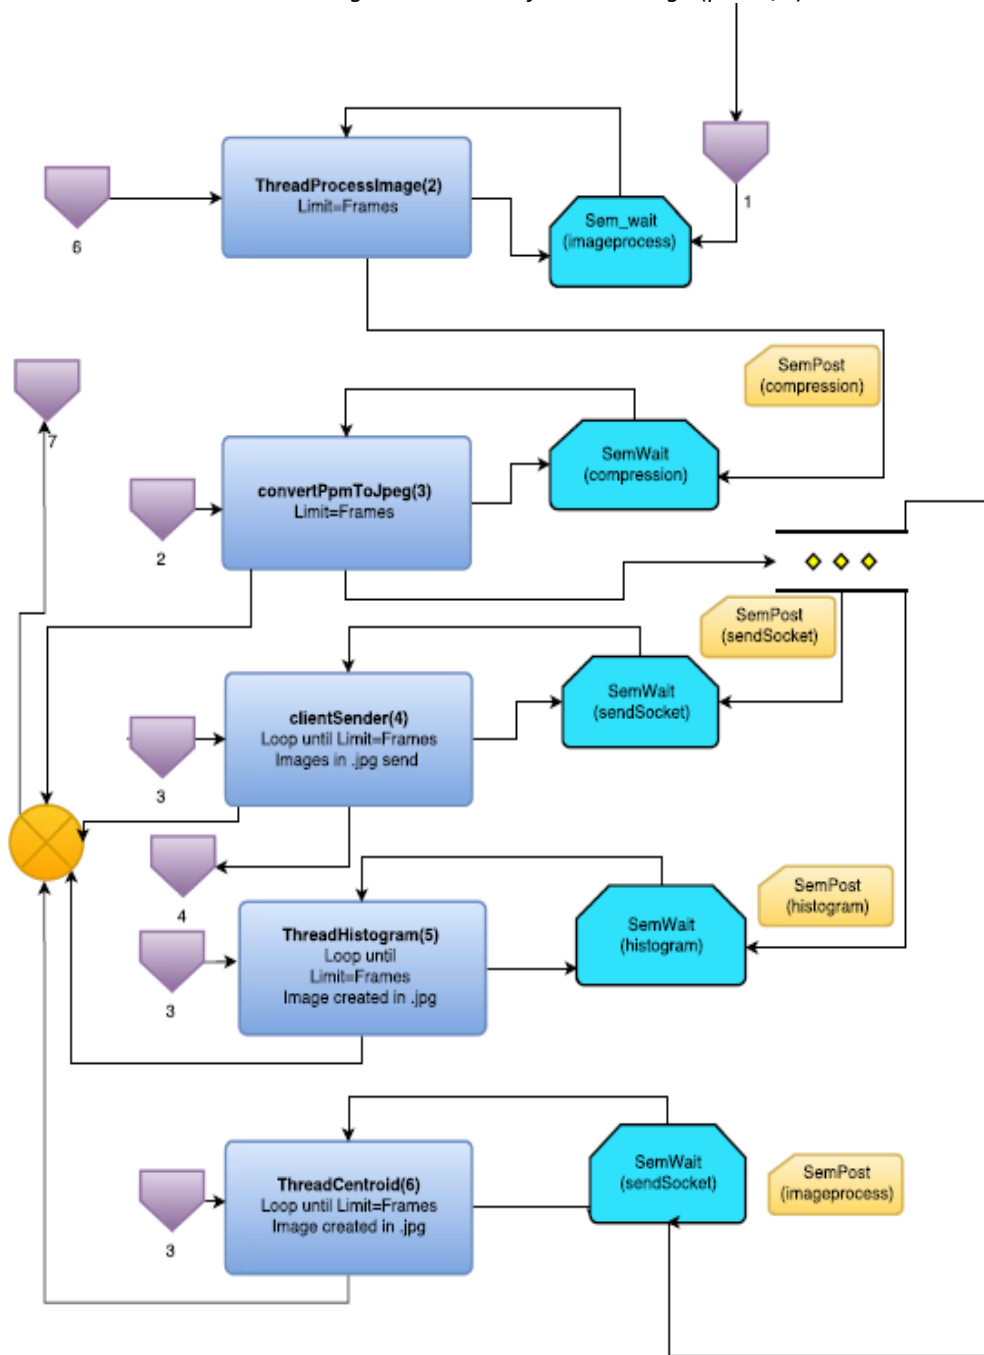 ThreadProcessImage(2)
Limit=Frames
6
Sem_wait
(imageprocess)
1
SemPost
(compression)
7
convertPpmToJpeg(3)
Limit=Frames
2
SemWait
(compression)
SemPost
(sendSocket)
clientSender(4)
Loop until Limit=Frames
Images in .jpg send
3
SemWait
(sendSocket)
4
SemPost
(histogram)
ThreadHistogram(5)
Loop until
Limit=Frames
Image created in .jpg
3
SemWait
(histogram)
ThreadCentroid(6)
Loop until Limit=Frames
Image created in .jpg
3
SemWait
(sendSocket)
SemPost
(imageprocess)